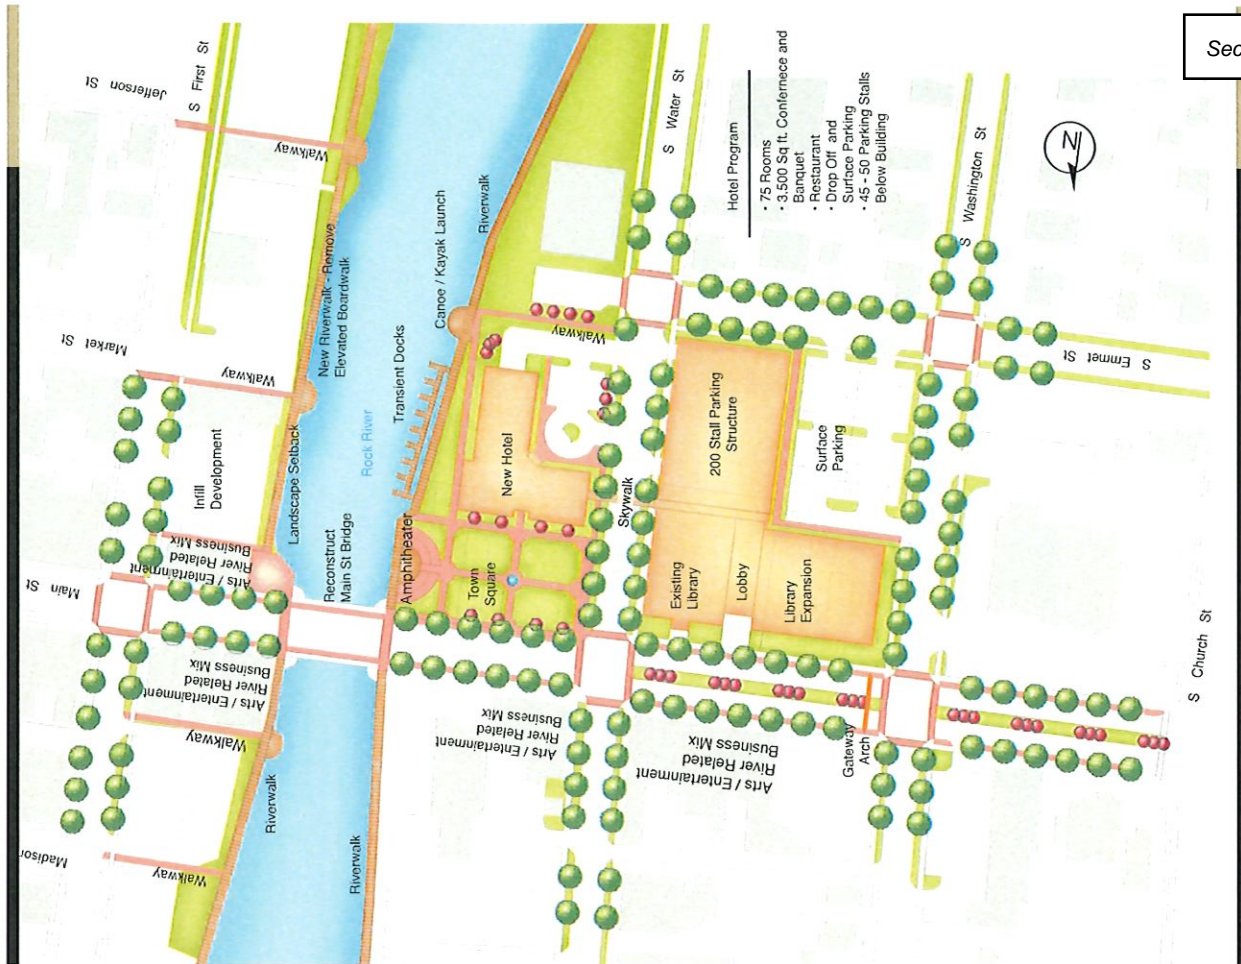 Sec
S First St
Jefferson
St
Walkway
S Water St
Hotel Program
· 75 Rooms
· 3,500 Sq ft. Confernece and
Banquet
· Restaurant
· Drop Off and
Surface Parking
· 45 - 50 Parking Stalls
Below Building
N
S Washington St
S Emmet
St
S Church St
Market St
Walkway
New Riverwalk - Remove
Elevated Boardwalk
Canoe / Kayak Launch
Riverwalk
Walkway
Transient Docks
Rock River
Infill
Development
Landscape Setback
New Hotel
200 Stall Parking
Structure
Surface
Parking
Skywalk
Arts / Entertainment
River Related
Business Mix
Main
St
Reconstruct
Main St Bridge
Amphitheater
Town
Square
Existing
Library
Lobby
Library
Expansion
Arts / Entertainment
River Related
Business Mix
Arts / Entertainment
River Related
Business Mix
Arts / Entertainment
River Related
Business Mix
Gateway
Arch
Walkway
Riverwalk
Riverwalk
Madison
Walkway